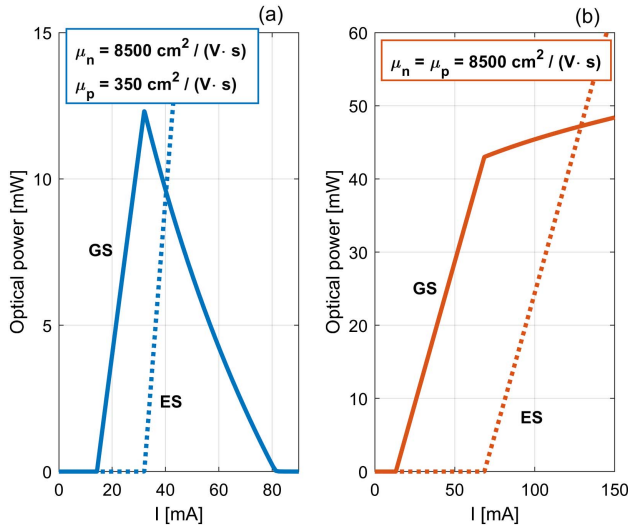 (a)
μn = 8500 cm² / (V· s)
μp = 350 cm² / (V· s)
15
10
5
0
Optical power [mW]
GS
ES
0 20 40 60 80
I [mA]
(b)
μn = μp = 8500 cm² / (V· s)
60
50
40
30
20
10
0
Optical power [mW]
GS
ES
0 50 100 150
I [mA]